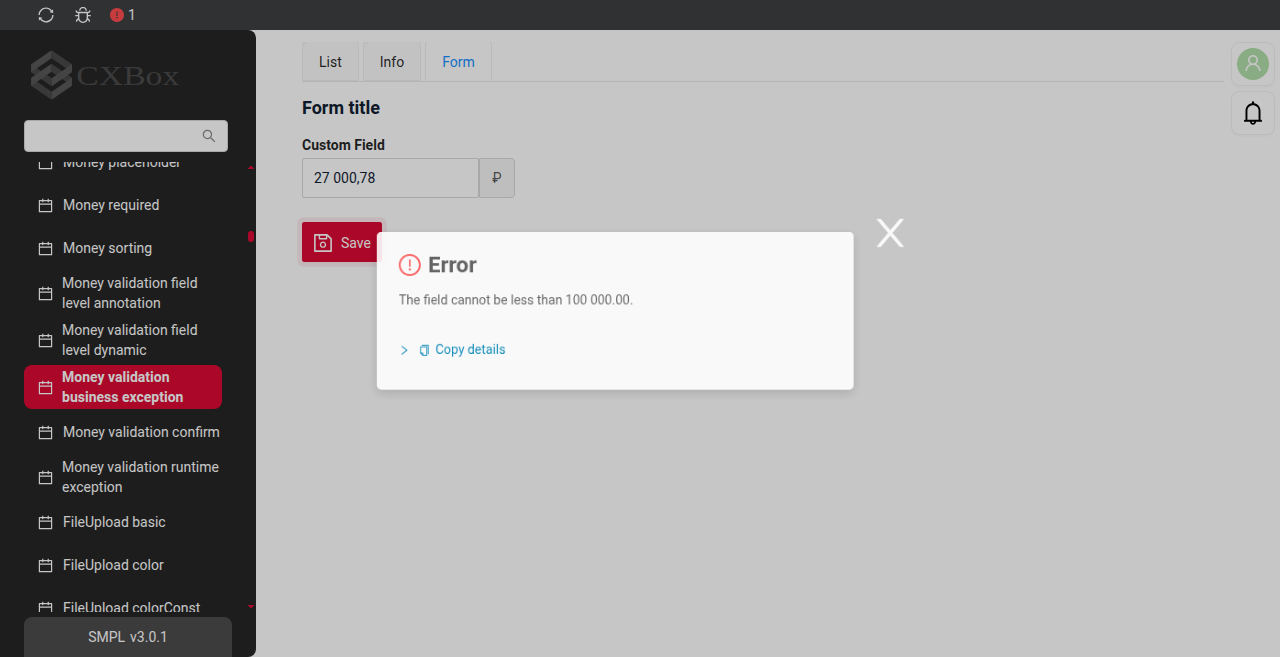 1
CXBox
List Info Form
Form title
Custom Field
27 000,78 ₽
Save
Error
The field cannot be less than 100 000.00.
Copy details
Money placeholder
Money required
Money sorting
Money validation field
level annotation
Money validation field
level dynamic
Money validation
business exception
Money validation confirm
Money validation runtime
exception
FileUpload basic
FileUpload color
FileUpload colorConst
SMPL v3.0.1